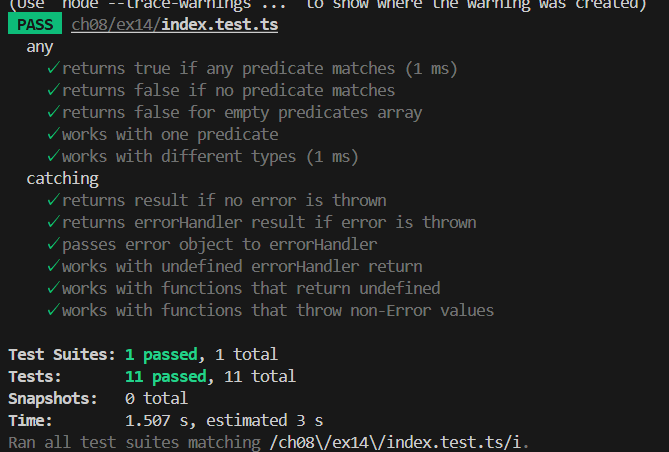 (Use `node --trace-warnings ...` to show where the warning was created)
PASS ch08/ex14/index.test.ts
any
✓returns true if any predicate matches (1 ms)
✓returns false if no predicate matches
✓returns false for empty predicates array
✓works with one predicate
✓works with different types (1 ms)
catching
✓returns result if no error is thrown
✓returns errorHandler result if error is thrown
✓passes error object to errorHandler
✓works with undefined errorHandler return
✓works with functions that return undefined
✓works with functions that throw non-Error values
Test Suites: 1 passed, 1 total
Tests: 11 passed, 11 total
Snapshots: 0 total
Time: 1.507 s, estimated 3 s
Ran all test suites matching /ch08\/ex14\/index.test.ts/i.